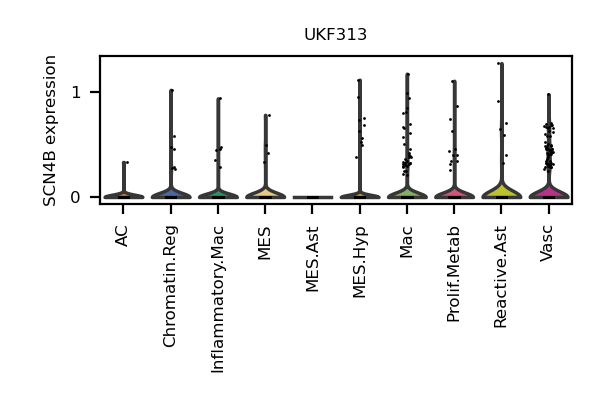 UKF313
SCN4B expression
1
0
AC
Chromatin.Reg
Inflammatory.Mac
MES
MES.Ast
MES.Hyp
Mac
Prolif.Metab
Reactive.Ast
Vasc